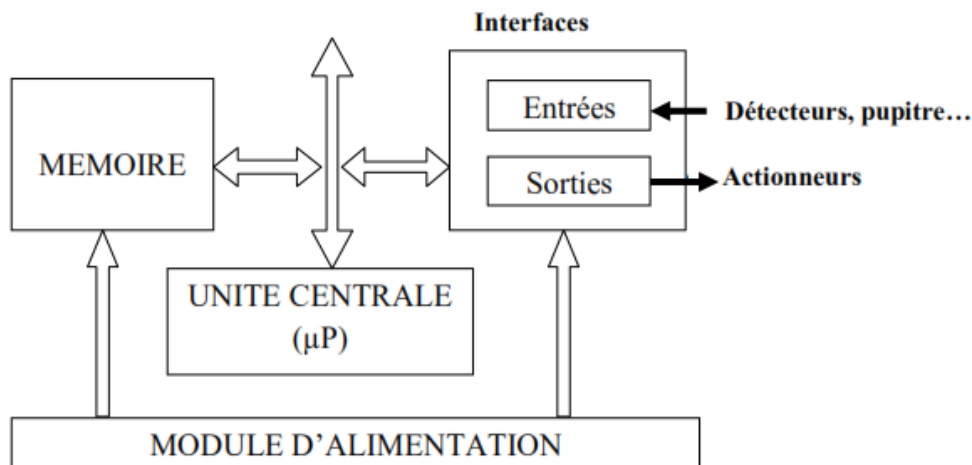 Interfaces
Entrées
Détecteurs, pupitre…
MEMOIRE
Sorties
Actionneurs
UNITE CENTRALE
(μP)
MODULE D’ALIMENTATION